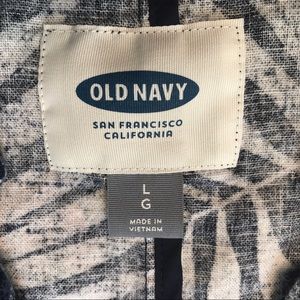 OLD NAVY
SAN FRANCISCO
CALIFORNIA
L
G
MADE IN
VIETNAM